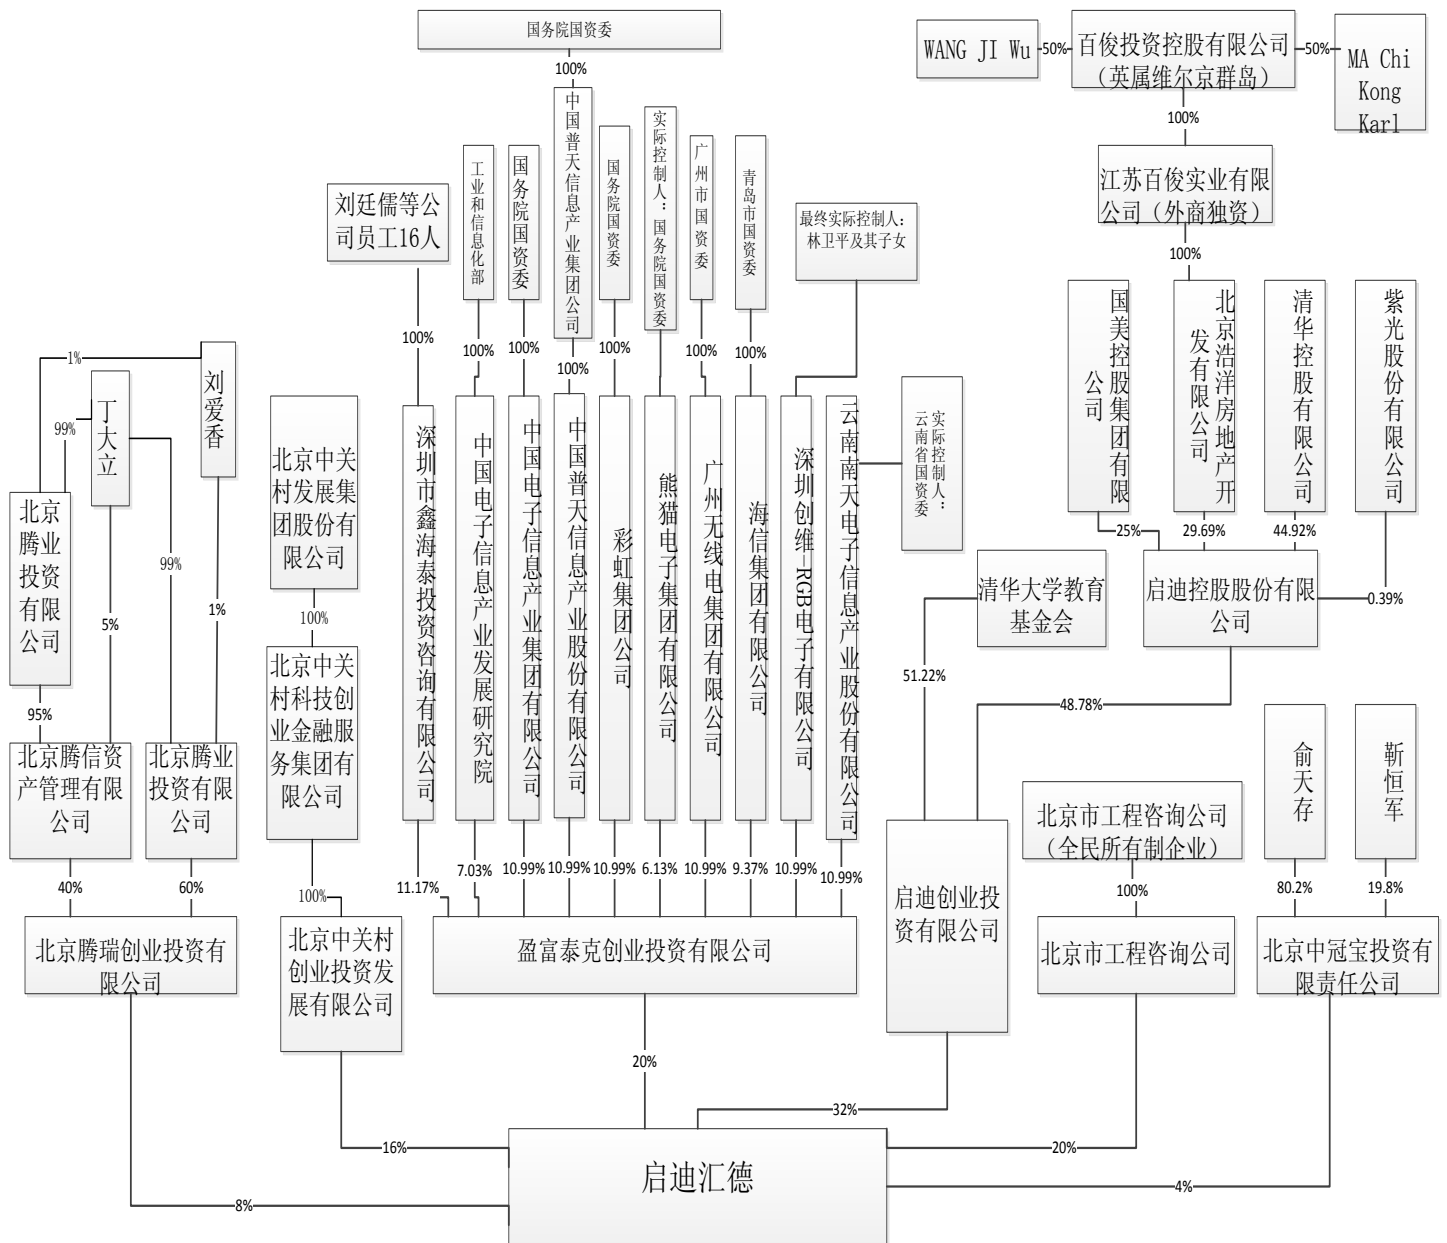 国务院国资委
WANG JI Wu
50%
百俊投资控股有限公司
（英属维尔京群岛）
50%
MA Chi
Kong
Karl
100%
100%
江苏百俊实业有限
公司（外商独资）
100%
中国普天信息产业集团公司
工业和信息化部
国务院国资委
国务院国资委
实际控制人：国务院国资委
广州市国资委
青岛市国资委
刘廷儒等公
司员工16人
最终实际控制人：
林卫平及其子女
国美控股集团有限
公司
北京浩洋房地产开
发有限公司
清华控股有限公司
紫光股份有限公司
100%
100%
100%
100%
100%
100%
100%
100%
1%
刘爱香
99%
丁大立
99%
5%
1%
北京
腾业
投资
有限
公司
北京中关
村发展集
团股份有
限公司
深圳市鑫海泰投资咨询有限公司
中国电子信息产业发展研究院
中国电子信息产业集团有限公司
中国普天信息产业股份有限公司
彩虹集团公司
熊猫电子集团有限公司
广州无线电集团有限公司
海信集团有限公司
深圳创维—RGB电子有限公司
云南南天电子信息产业股份有限公司
实际控制人：
云南省国资委
25%
29.69%
44.92%
0.39%
清华大学教育
基金会
启迪控股股份有限
公司
100%
北京中关
村科技创
业金融服
务集团有
限公司
51.22%
48.78%
95%
北京腾信资
产管理有限
公司
北京腾业
投资有限
公司
俞天存
靳恒军
北京市工程咨询公司
（全民所有制企业）
40%
60%
100%
11.17%
7.03%
10.99%
10.99%
10.99%
6.13%
10.99%
9.37%
10.99%
10.99%
100%
80.2%
19.8%
北京腾瑞创业投资有
限公司
北京中关村
创业投资发
展有限公司
盈富泰克创业投资有限公司
启迪创业投
资有限公司
北京市工程咨询公司
北京中冠宝投资有
限责任公司
20%
32%
16%
20%
8%
4%
启迪汇德